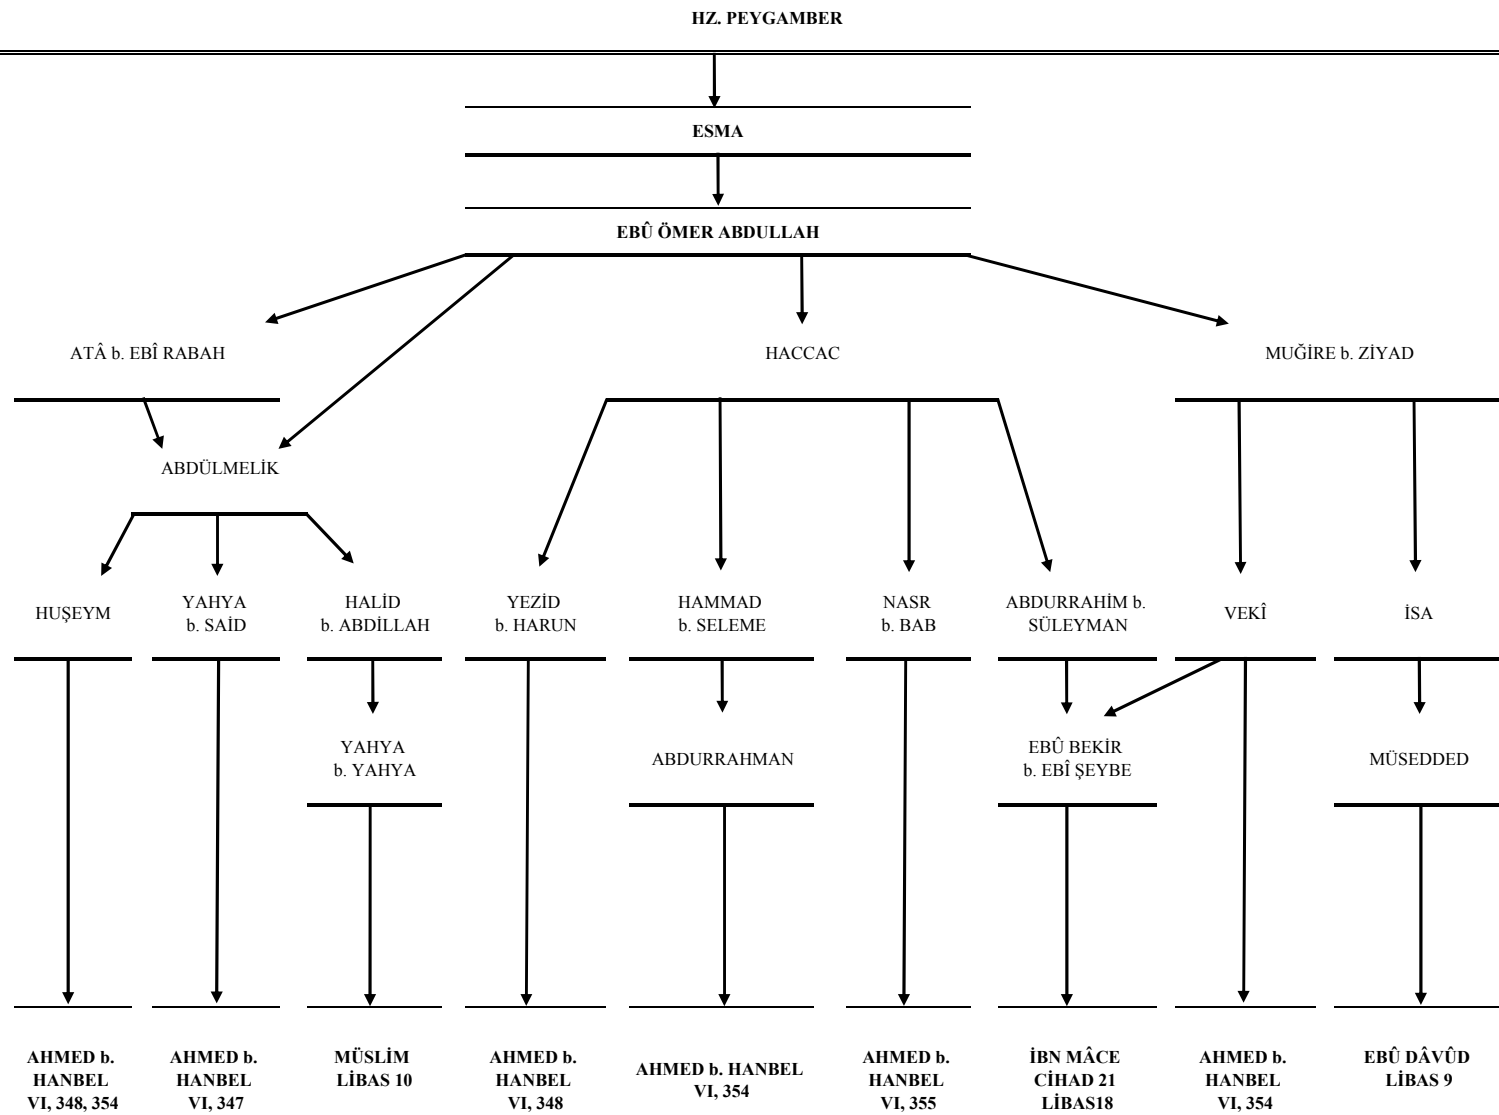 HZ. PEYGAMBER
ESMA
EBÛ ÖMER ABDULLAH
ATÂ b. EBÎ RABAH
HACCAC
MUĞİRE b. ZİYAD
ABDÜLMELİK
HUŞEYM
YAHYA
b. SAİD
HALİD
b. ABDİLLAH
YEZİD
b. HARUN
HAMMAD
b. SELEME
NASR
b. BAB
ABDURRAHİM b.
SÜLEYMAN
VEKÎ
İSA
YAHYA
b. YAHYA
ABDURRAHMAN
EBÛ BEKİR
b. EBÎ ŞEYBE
MÜSEDDED
AHMED b.
HANBEL
VI, 348, 354
AHMED b.
HANBEL
VI, 347
MÜSLİM
LİBAS 10
AHMED b.
HANBEL
VI, 348
AHMED b. HANBEL
VI, 354
AHMED b.
HANBEL
VI, 355
İBN MÂCE
CİHAD 21
LİBAS18
AHMED b.
HANBEL
VI, 354
EBÛ DÂVÛD
LİBAS 9